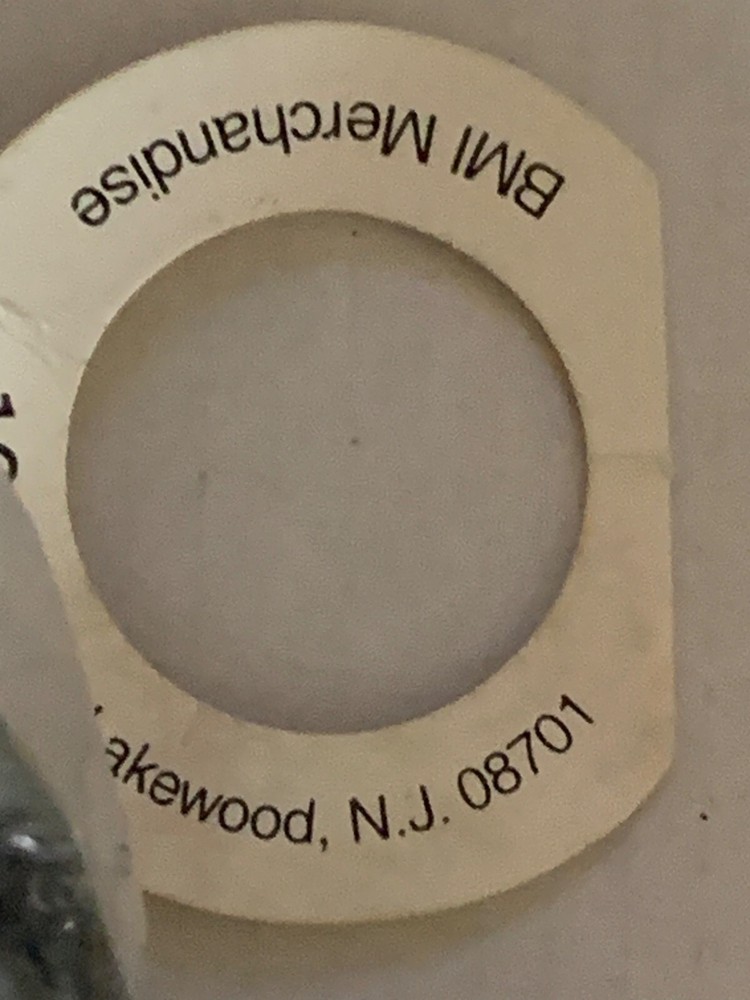 BMI Merchandise
akewood, N.J. 08701